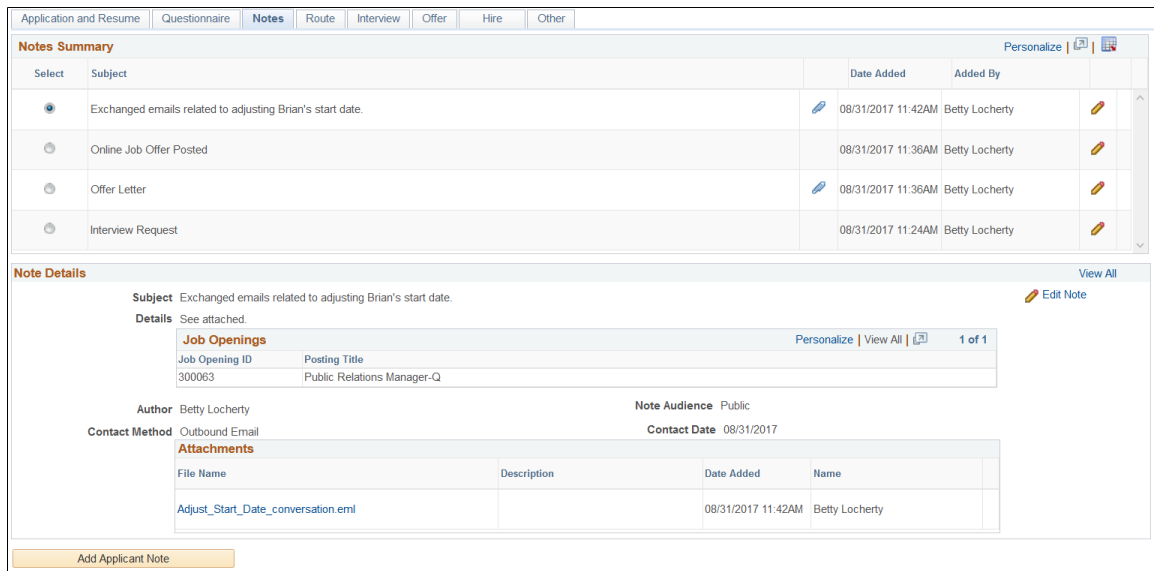 Application and Resume Questionnaire Notes Route Interview Offer Hire Other
Notes Summary Personalize | |
Select Subject Date Added Added By
Exchanged emails related to adjusting Brian's start date. 08/31/2017 11:42AM Betty Locherty
Online Job Offer Posted 08/31/2017 11:36AM Betty Locherty
Offer Letter 08/31/2017 11:36AM Betty Locherty
Interview Request 08/31/2017 11:24AM Betty Locherty
Note Details View All
Subject Exchanged emails related to adjusting Brian's start date. Edit Note
Details See attached.
Job Openings Personalize | View All | 1 of 1
Job Opening ID Posting Title
300063 Public Relations Manager-Q
Author Betty Locherty Note Audience Public
Contact Method Outbound Email Contact Date 08/31/2017
Attachments
File Name Description Date Added Name
Adjust_Start_Date_conversation.eml 08/31/2017 11:42AM Betty Locherty
Add Applicant Note